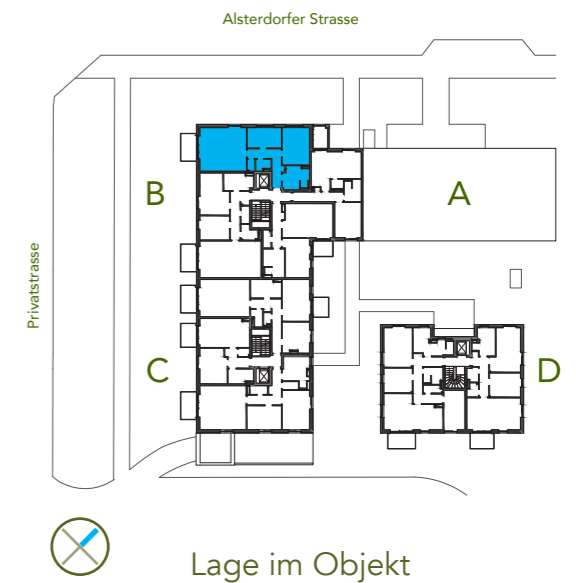 Alsterdorfer Strasse
B
A
Privatstrasse
C
D
Lage im Objekt